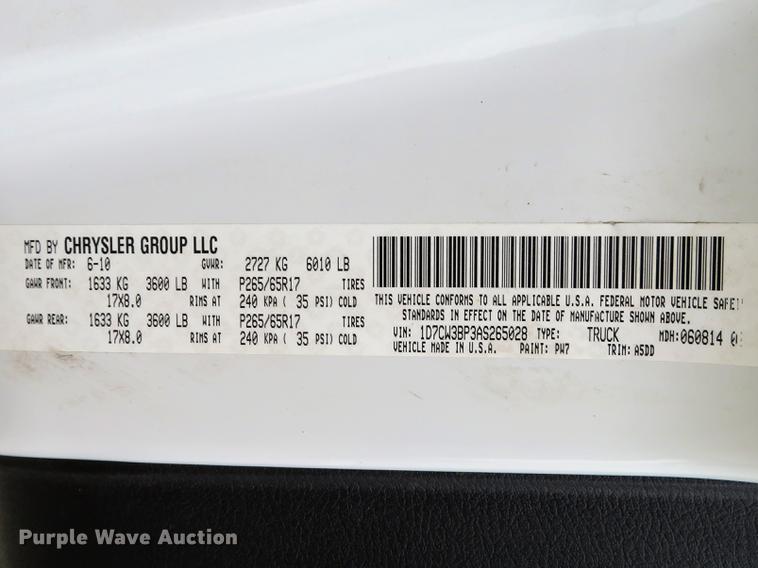 MFD BY CHRYSLER GROUP LLC
DATE OF MFR: 6-10 GVWR: 2727 KG 6010 LB
GAWR FRONT: 1633 KG 3600 LB WITH P265/65R17 TIRES
17X8.0 RIMS AT 240 KPA ( 35 PSI) COLD
GAWR REAR: 1633 KG 3600 LB WITH P265/65R17 TIRES
17X8.0 RIMS AT 240 KPA ( 35 PSI) COLD
THIS VEHICLE CONFORMS TO ALL APPLICABLE U.S.A. FEDERAL MOTOR VEHICLE
STANDARDS IN EFFECT ON THE DATE OF MANUFACTURE SHOWN ABOVE.
VIN: 1D7CW3BP3AS265028 TYPE: TRUCK MDH:060814
VEHICLE MADE IN U.S.A. PAINT: PW7 TRIM: A5DD
Purple Wave Auction